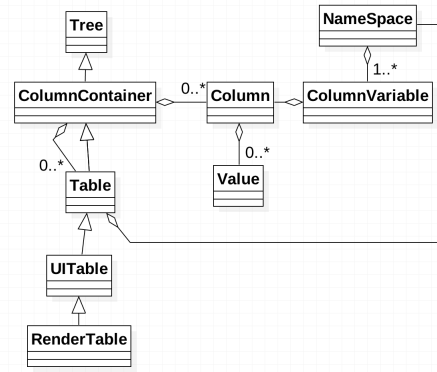 NameSpace
Tree
1..*
0..*
ColumnContainer
Column
ColumnVariable
0..*
0..*
Table
Value
UITable
RenderTable